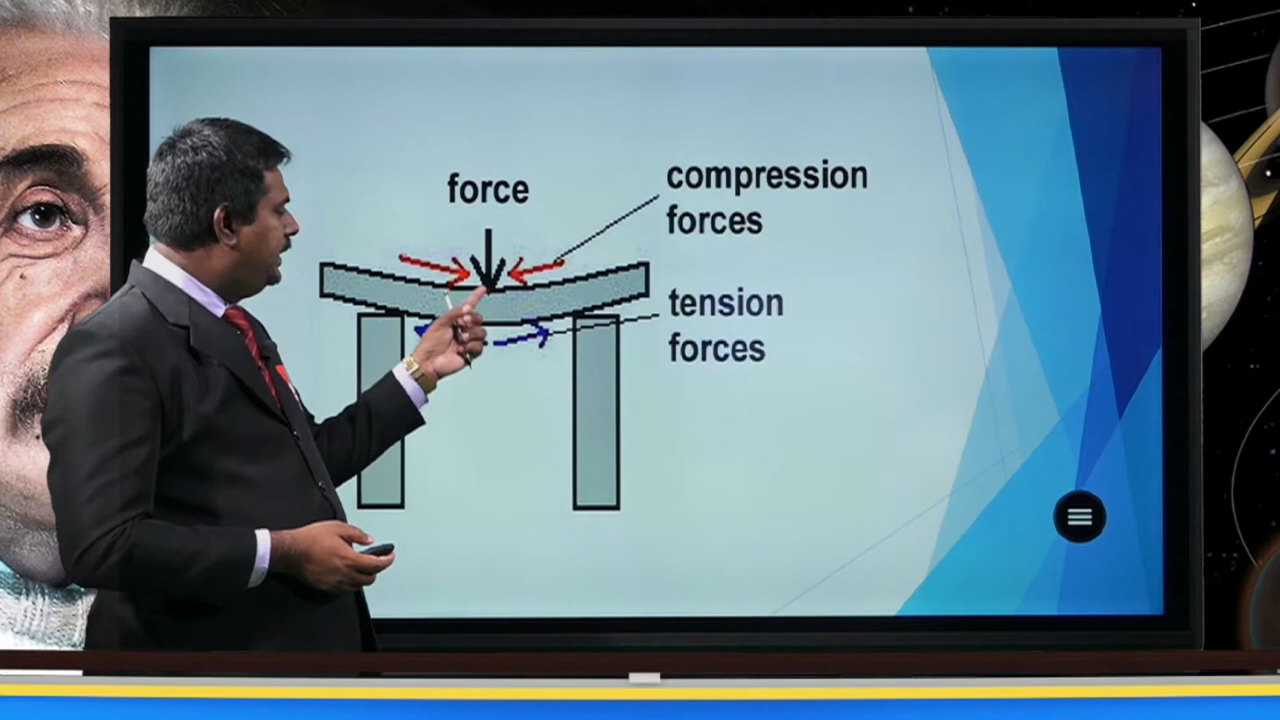 force
compression
forces
tension
forces